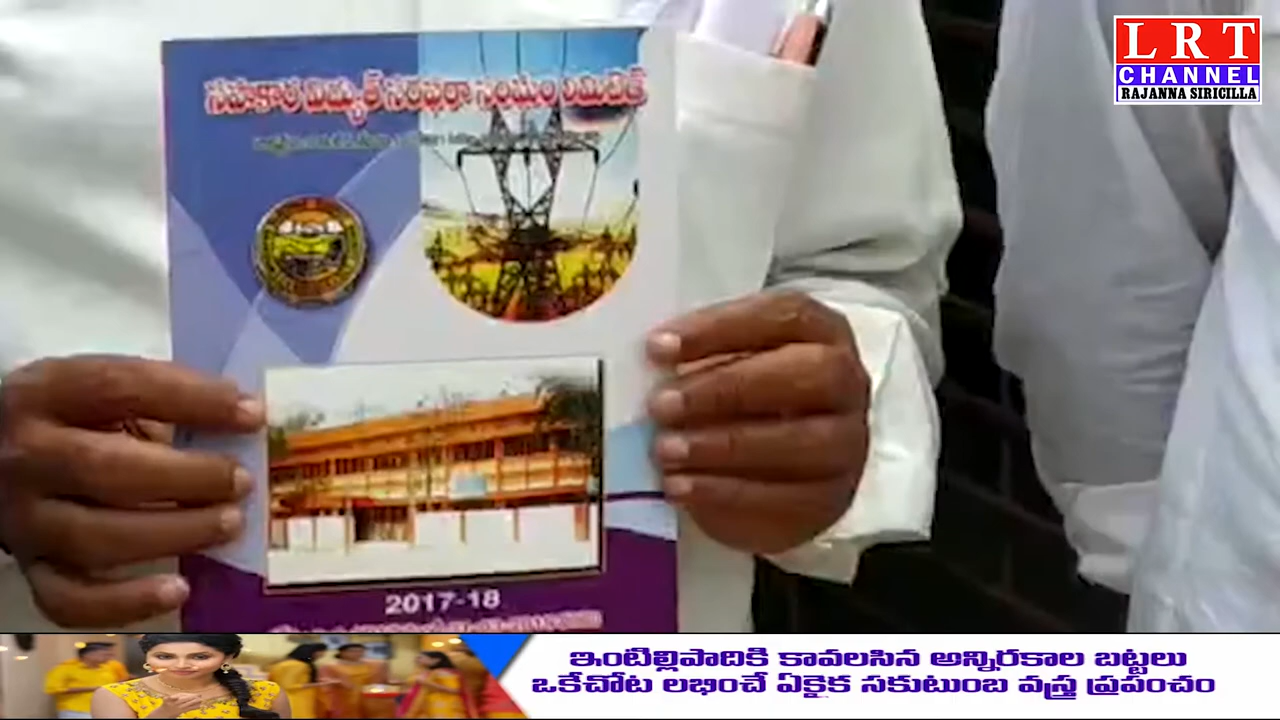 LRT
CHANNEL
RAJANNA SIRICILLA
సహకార విద్యుత్ సరఫరా సంఘం లిమిటెడ్
2017-18
ఇంటిల్లిపాదికి కావలసిన అన్నిరకాల బట్టలు
ఒకేచోట లభించే ఏకైక సకుటుంబ వస్త్ర ప్రపంచం